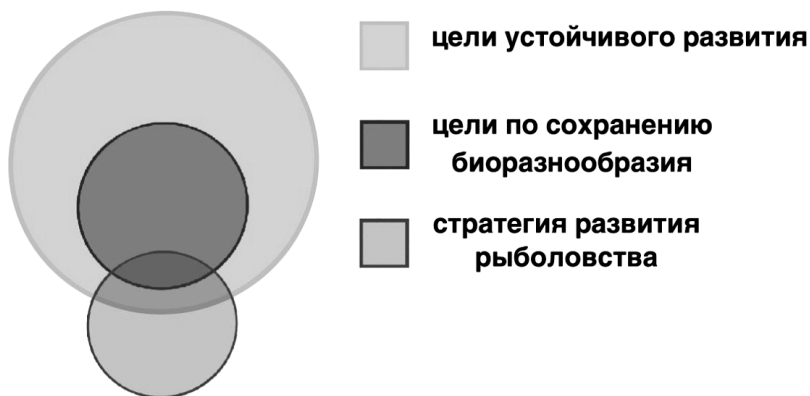 цели устойчивого развития
цели по сохранению
биоразнообразия
стратегия развития
рыболовства